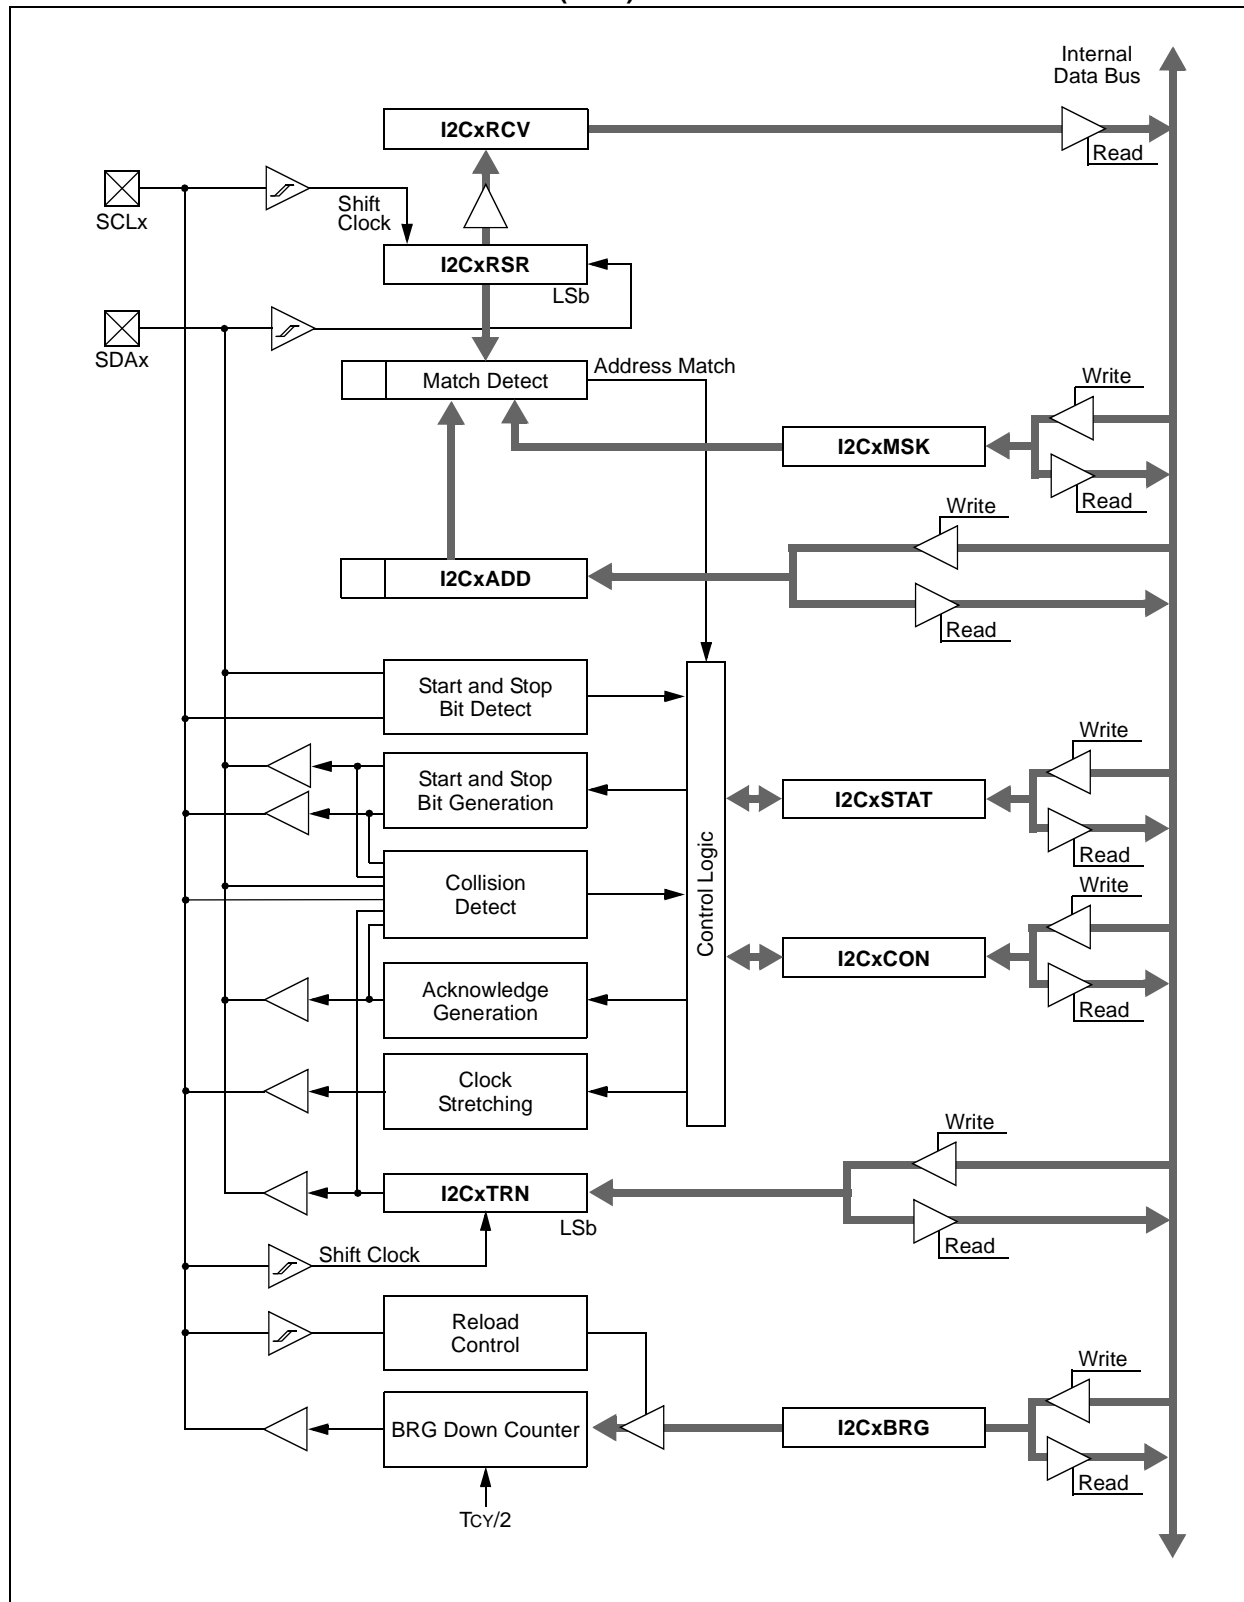 Internal
Data Bus
I2CxRCV
Read
SCLx
Shift
Clock
I2CxRSR
LSb
SDAx
Match Detect
Address Match
Write
I2CxMSK
Read
Write
I2CxADD
Read
Start and Stop
Bit Detect
Write
Start and Stop
Bit Generation
I2CxSTAT
Read
Control Logic
Collision
Detect
Write
I2CxCON
Read
Acknowledge
Generation
Clock
Stretching
Write
I2CxTRN
LSb
Read
Shift Clock
Reload
Control
Write
BRG Down Counter
I2CxBRG
Read
TCY/2